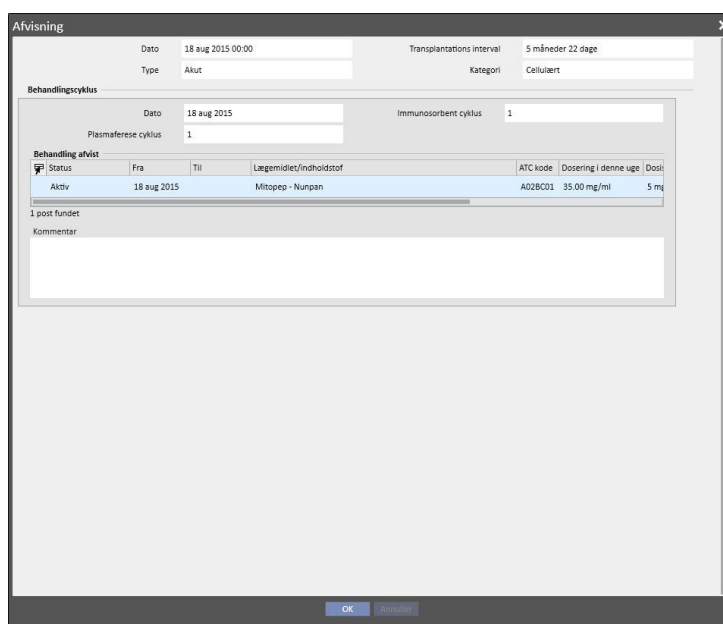 Afvisning
Dato 18 aug 2015 00:00 Transplantations interval 5 måneder 22 dage
Type Akut Kategori Cellulært
Behandlingscyklus
Dato 18 aug 2015 Immunosorbent cyklus 1
Plasmaferese cyklus 1
Behandling afvist
Status Fra Til Lægemidlet/indholdstof ATC kode Dosering i denne uge Dosis
Aktiv 18 aug 2015 Mitopep - Nunpan A02BC01 35.00 mg/ml 5 mg
1 post fundet
Kommentar
OK Annuller